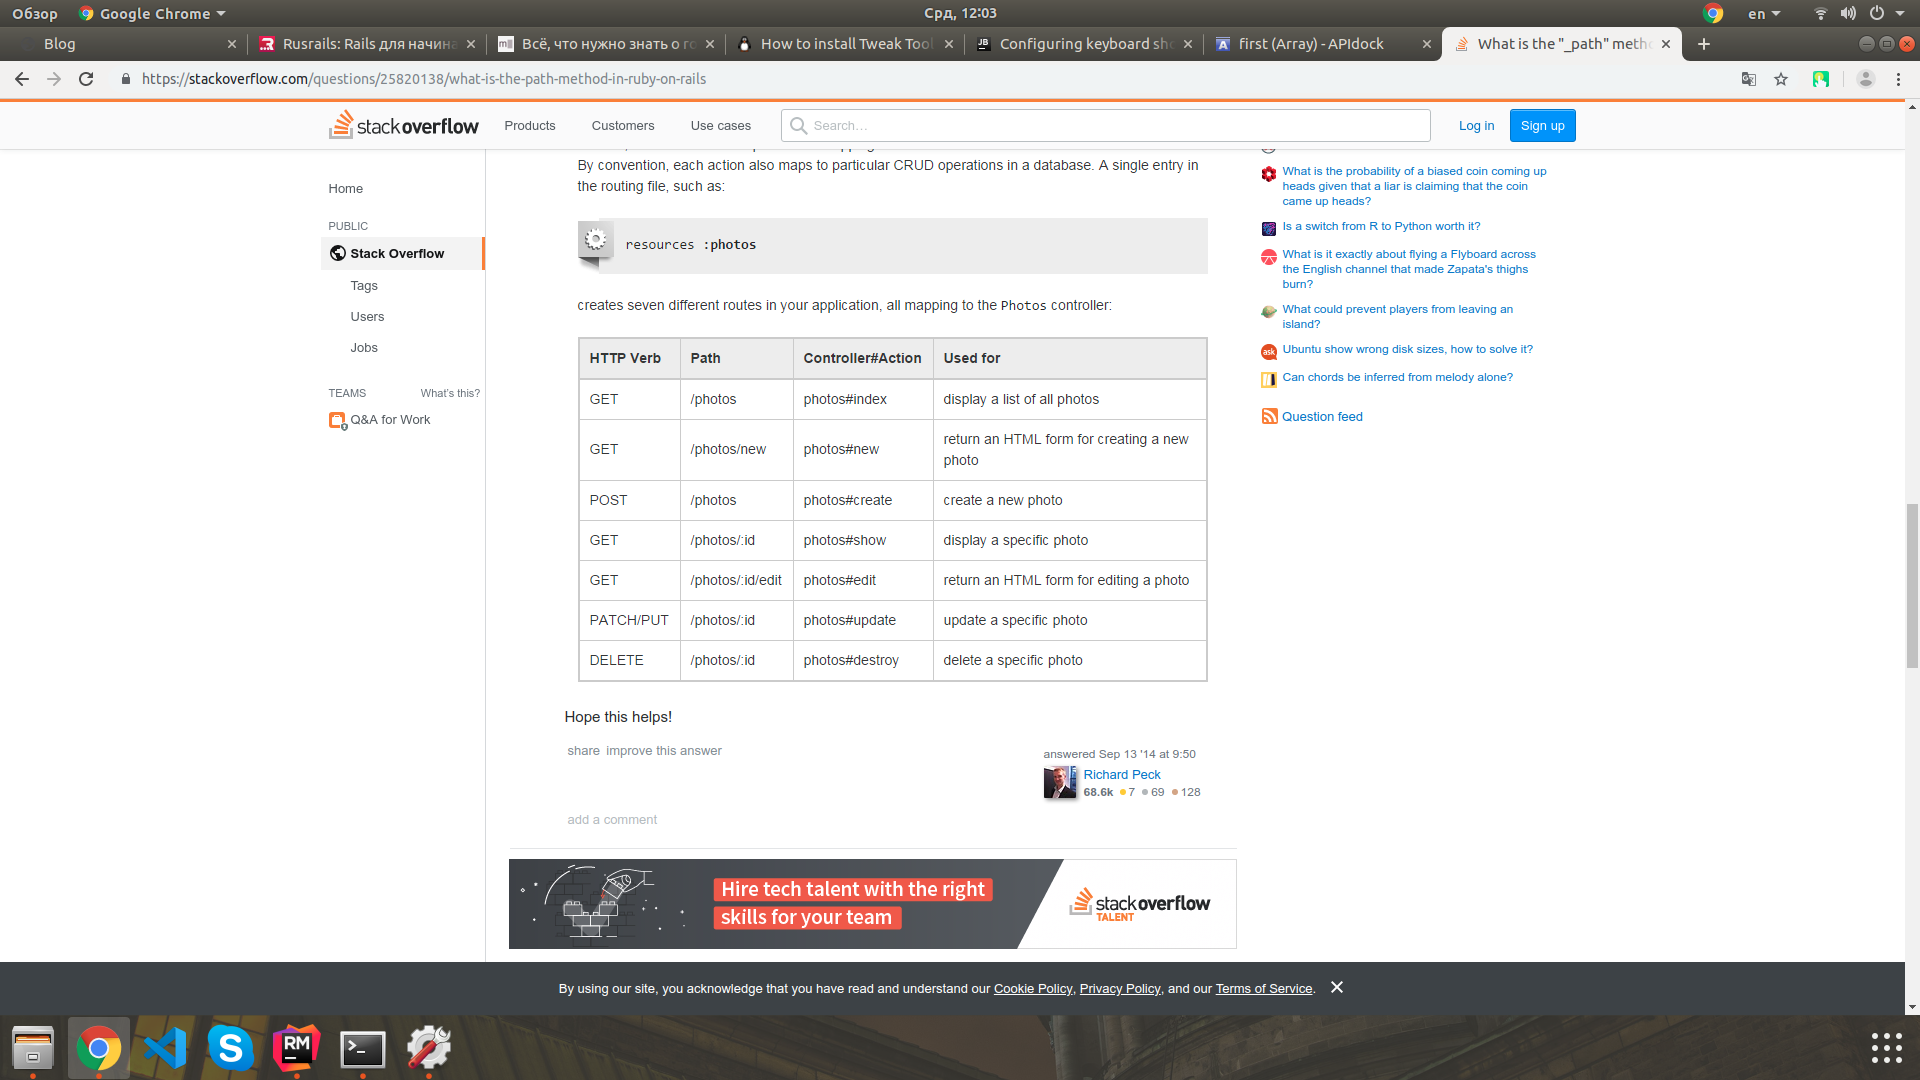 Обзор Google Chrome Срд, 12:03 en
Blog Rusrails: Rails для начина Всё, что нужно знать о ro How to install Tweak Tool Configuring keyboard sho first (Array) - APIdock What is the "_path" metho
https://stackoverflow.com/questions/25820138/what-is-the-path-method-in-ruby-on-rails
stackoverflow Products Customers Use cases Search… Log in Sign up
Home
PUBLIC
Stack Overflow
Tags
Users
Jobs
TEAMS What's this?
Q&A for Work
By convention, each action also maps to particular CRUD operations in a database. A single entry in
the routing file, such as:
resources :photos
creates seven different routes in your application, all mapping to the Photos controller:
HTTP Verb Path Controller#Action Used for
GET /photos photos#index display a list of all photos
GET /photos/new photos#new return an HTML form for creating a new
photo
POST /photos photos#create create a new photo
GET /photos/:id photos#show display a specific photo
GET /photos/:id/edit photos#edit return an HTML form for editing a photo
PATCH/PUT /photos/:id photos#update update a specific photo
DELETE /photos/:id photos#destroy delete a specific photo
Hope this helps!
share improve this answer
answered Sep 13 '14 at 9:50
Richard Peck
68.6k 7 69 128
add a comment
Hire tech talent with the right
skills for your team
stackoverflow
TALENT
What is the probability of a biased coin coming up
heads given that a liar is claiming that the coin
came up heads?
Is a switch from R to Python worth it?
What is it exactly about flying a Flyboard across
the English channel that made Zapata's thighs
burn?
What could prevent players from leaving an
island?
ask
Ubuntu show wrong disk sizes, how to solve it?
Can chords be inferred from melody alone?
Question feed
By using our site, you acknowledge that you have read and understand our Cookie Policy, Privacy Policy, and our Terms of Service.
RM